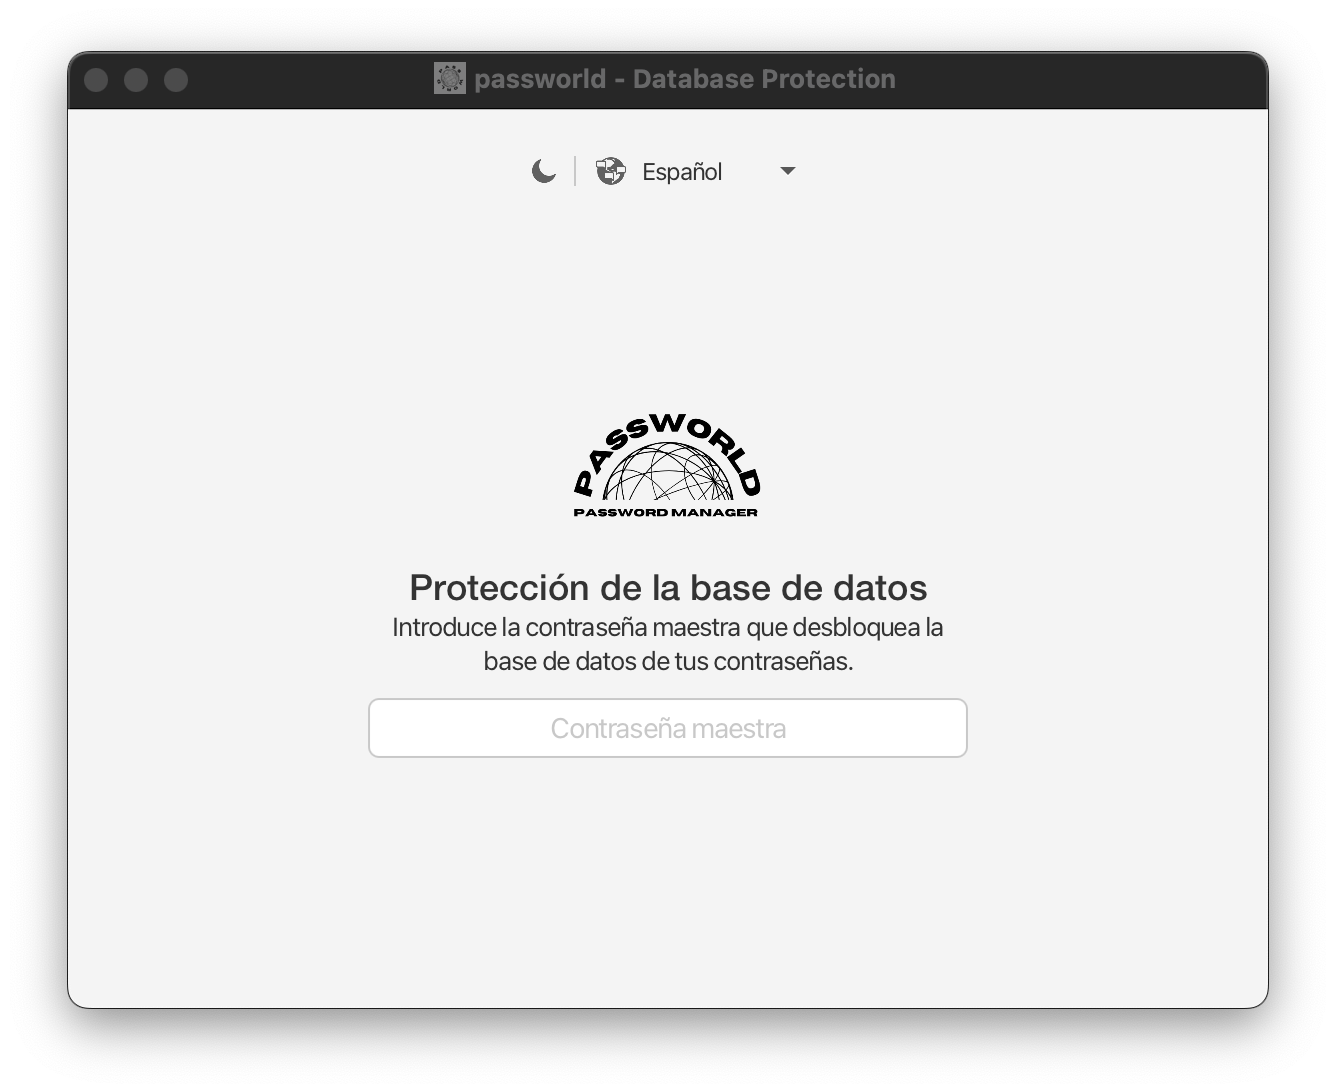 passworld - Database Protection
Español
PASSWORLD
PASSWORD MANAGER
Protección de la base de datos
Introduce la contraseña maestra que desbloquea la
base de datos de tus contraseñas.
Contraseña maestra